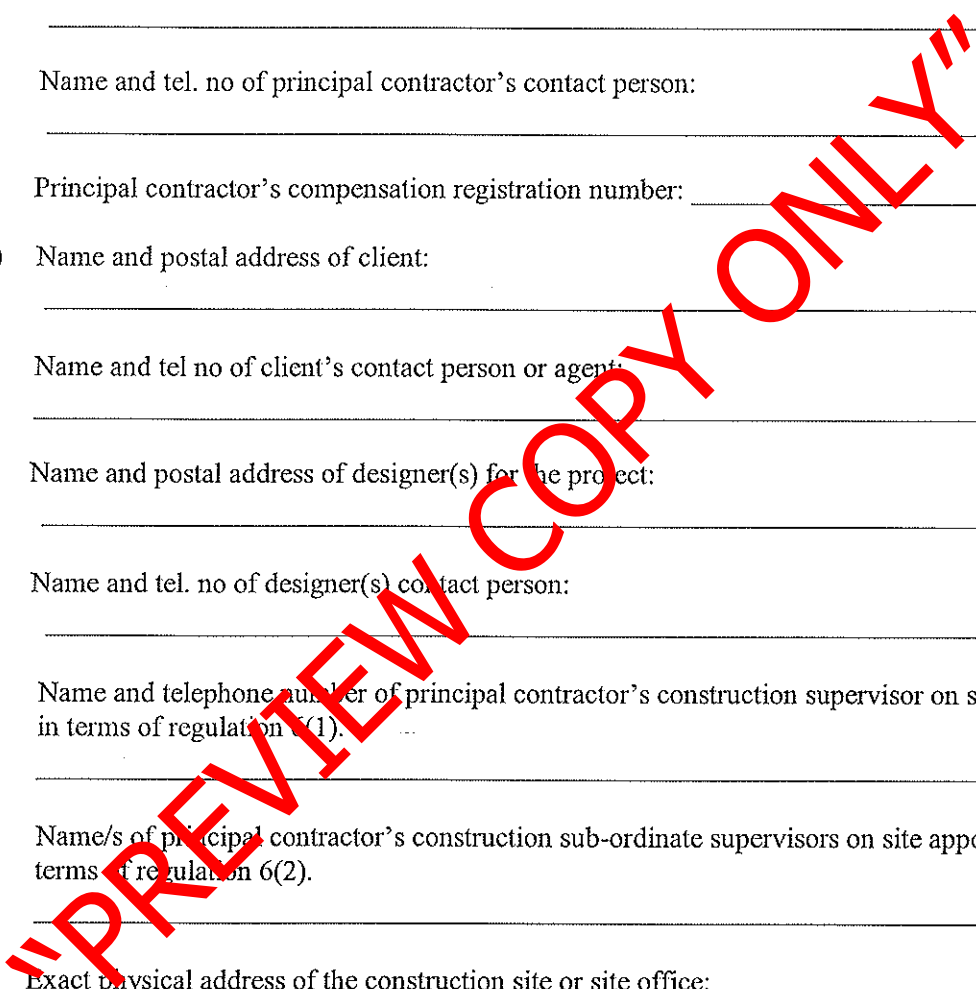 Name and tel. no of principal contractor's contact person:
Principal contractor's compensation registration number:
) Name and postal address of client:
Name and tel no of client's contact person or agent:
Name and postal address of designer(s) for the project:
Name and tel. no of designer(s) contact person:
Name and telephone number of principal contractor's construction supervisor on s
in terms of regulation 6(1).
Name/s of principal contractor's construction sub-ordinate supervisors on site appo
terms of regulation 6(2).
Exact physical address of the construction site or site office:
“PREVIEW COPY ONLY”